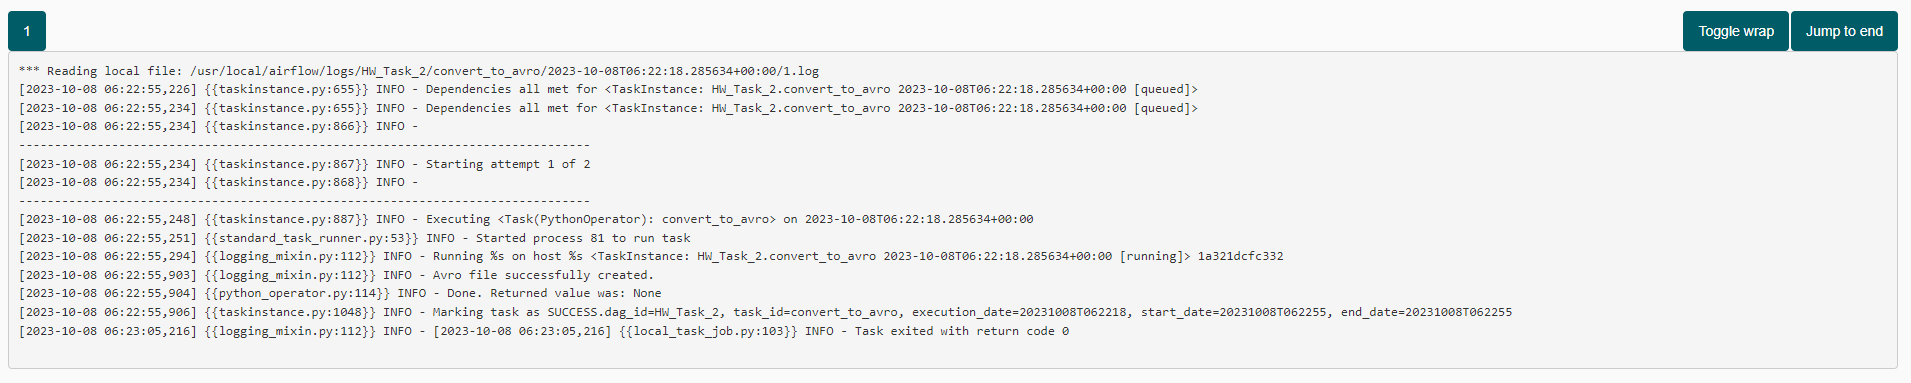 1
Toggle wrap
Jump to end
*** Reading local file: /usr/local/airflow/logs/HW_Task_2/convert_to_avro/2023-10-08T06:22:18.285634+00:00/1.log
[2023-10-08 06:22:55,226] {{taskinstance.py:655}} INFO - Dependencies all met for <TaskInstance: HW_Task_2.convert_to_avro 2023-10-08T06:22:18.285634+00:00 [queued]>
[2023-10-08 06:22:55,234] {{taskinstance.py:655}} INFO - Dependencies all met for <TaskInstance: HW_Task_2.convert_to_avro 2023-10-08T06:22:18.285634+00:00 [queued]>
[2023-10-08 06:22:55,234] {{taskinstance.py:866}} INFO -
--------------------------------------------------------------------------------
[2023-10-08 06:22:55,234] {{taskinstance.py:867}} INFO - Starting attempt 1 of 2
[2023-10-08 06:22:55,234] {{taskinstance.py:868}} INFO -
--------------------------------------------------------------------------------
[2023-10-08 06:22:55,248] {{taskinstance.py:887}} INFO - Executing <Task(PythonOperator): convert_to_avro> on 2023-10-08T06:22:18.285634+00:00
[2023-10-08 06:22:55,251] {{standard_task_runner.py:53}} INFO - Started process 81 to run task
[2023-10-08 06:22:55,294] {{logging_mixin.py:112}} INFO - Running %s on host %s <TaskInstance: HW_Task_2.convert_to_avro 2023-10-08T06:22:18.285634+00:00 [running]> 1a321dcfc332
[2023-10-08 06:22:55,903] {{logging_mixin.py:112}} INFO - Avro file successfully created.
[2023-10-08 06:22:55,904] {{python_operator.py:114}} INFO - Done. Returned value was: None
[2023-10-08 06:22:55,906] {{taskinstance.py:1048}} INFO - Marking task as SUCCESS.dag_id=HW_Task_2, task_id=convert_to_avro, execution_date=20231008T062218, start_date=20231008T062255, end_date=20231008T062255
[2023-10-08 06:23:05,216] {{logging_mixin.py:112}} INFO - [2023-10-08 06:23:05,216] {{local_task_job.py:103}} INFO - Task exited with return code 0